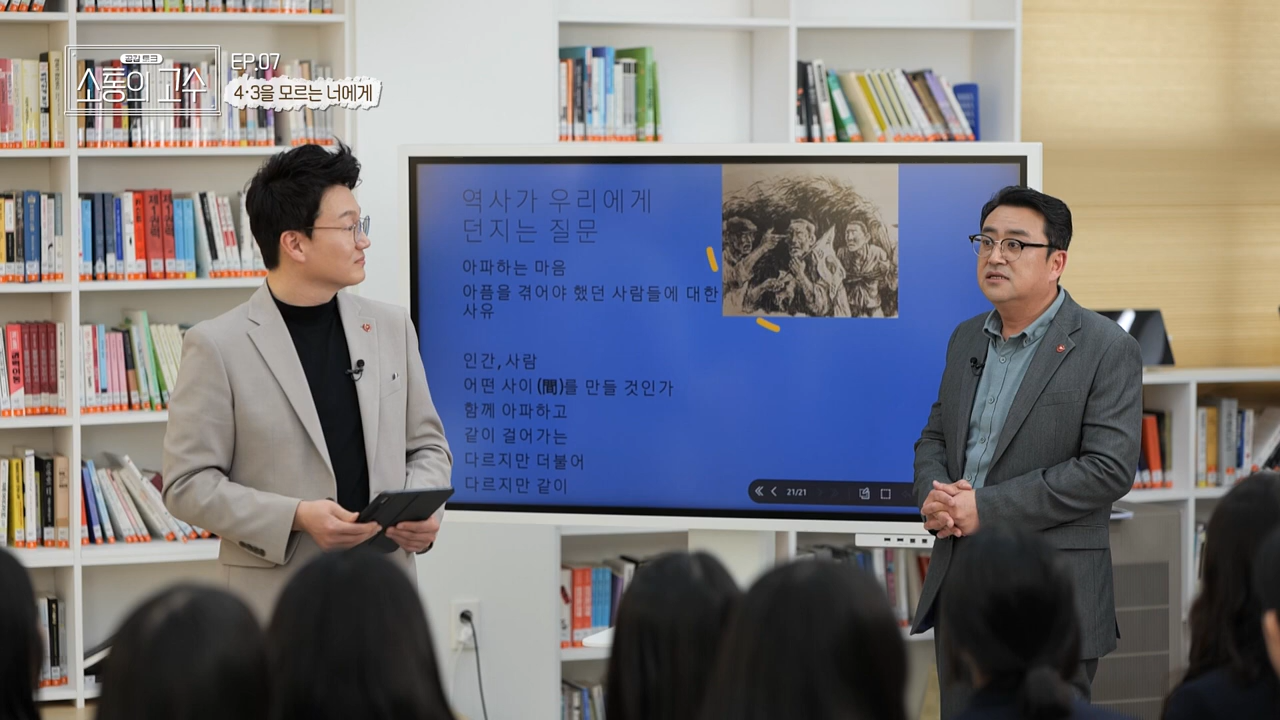 공감 토크
소통의 고수
EP.07
4·3을 모르는 너에게
역사가 우리에게
던지는 질문
아파하는 마음
아픔을 겪어야 했던 사람들에 대한
사유
인간,사람
어떤 사이(間)를 만들 것인가
함께 아파하고
같이 걸어가는
다르지만 더불어
다르지만 같이
21/21